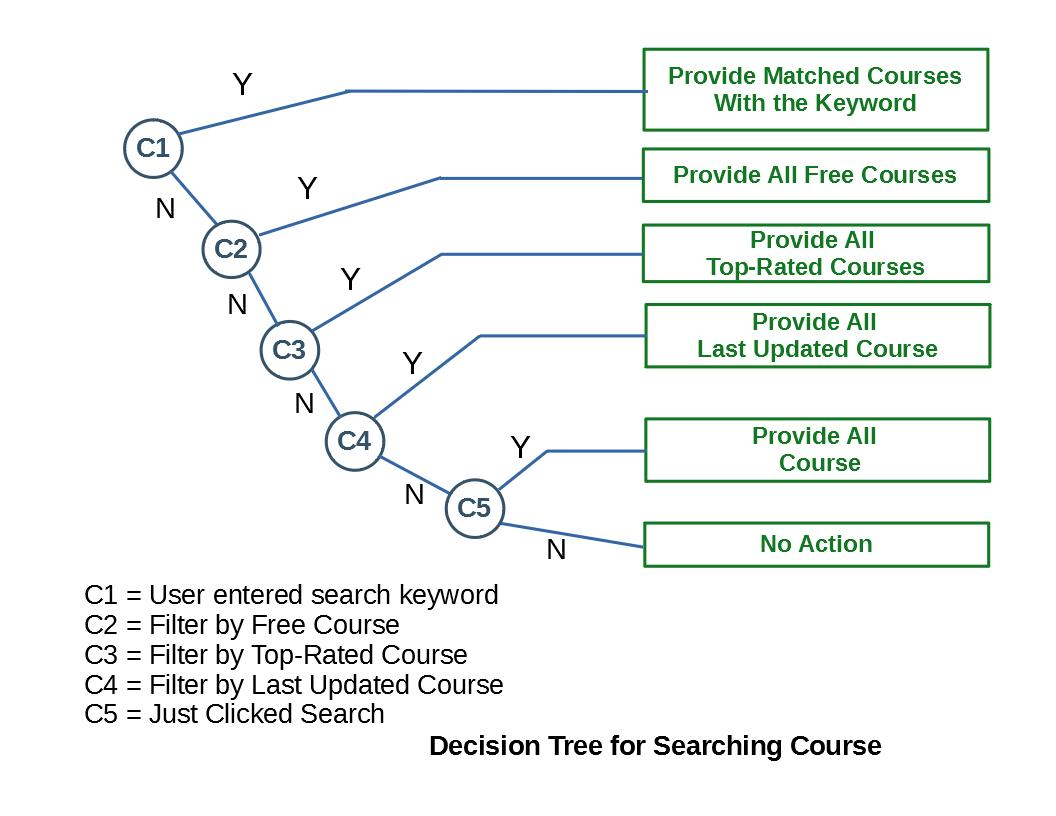 Y
Provide Matched Courses
With the Keyword
C1
N
Y
Provide All Free Courses
C2
N
Y
Provide All
Top-Rated Courses
C3
N
Y
Provide All
Last Updated Course
C4
N
Y
Provide All
Course
C5
N
No Action
C1 = User entered search keyword
C2 = Filter by Free Course
C3 = Filter by Top-Rated Course
C4 = Filter by Last Updated Course
C5 = Just Clicked Search
Decision Tree for Searching Course